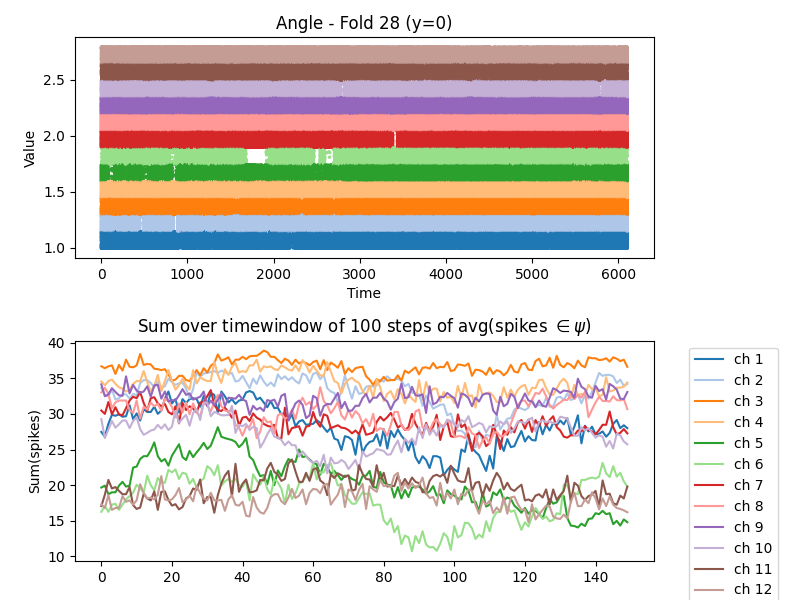 Angle - Fold 28 (y=0)
Value
2.5
2.0
1.5
1.0
0 1000 2000 3000 4000 5000 6000
Time
Sum over timewindow of 100 steps of avg(spikes ∈ ψ)
Sum(spikes)
40
35
30
25
20
15
10
0 20 40 60 80 100 120 140
ch 1
ch 2
ch 3
ch 4
ch 5
ch 6
ch 7
ch 8
ch 9
ch 10
ch 11
ch 12